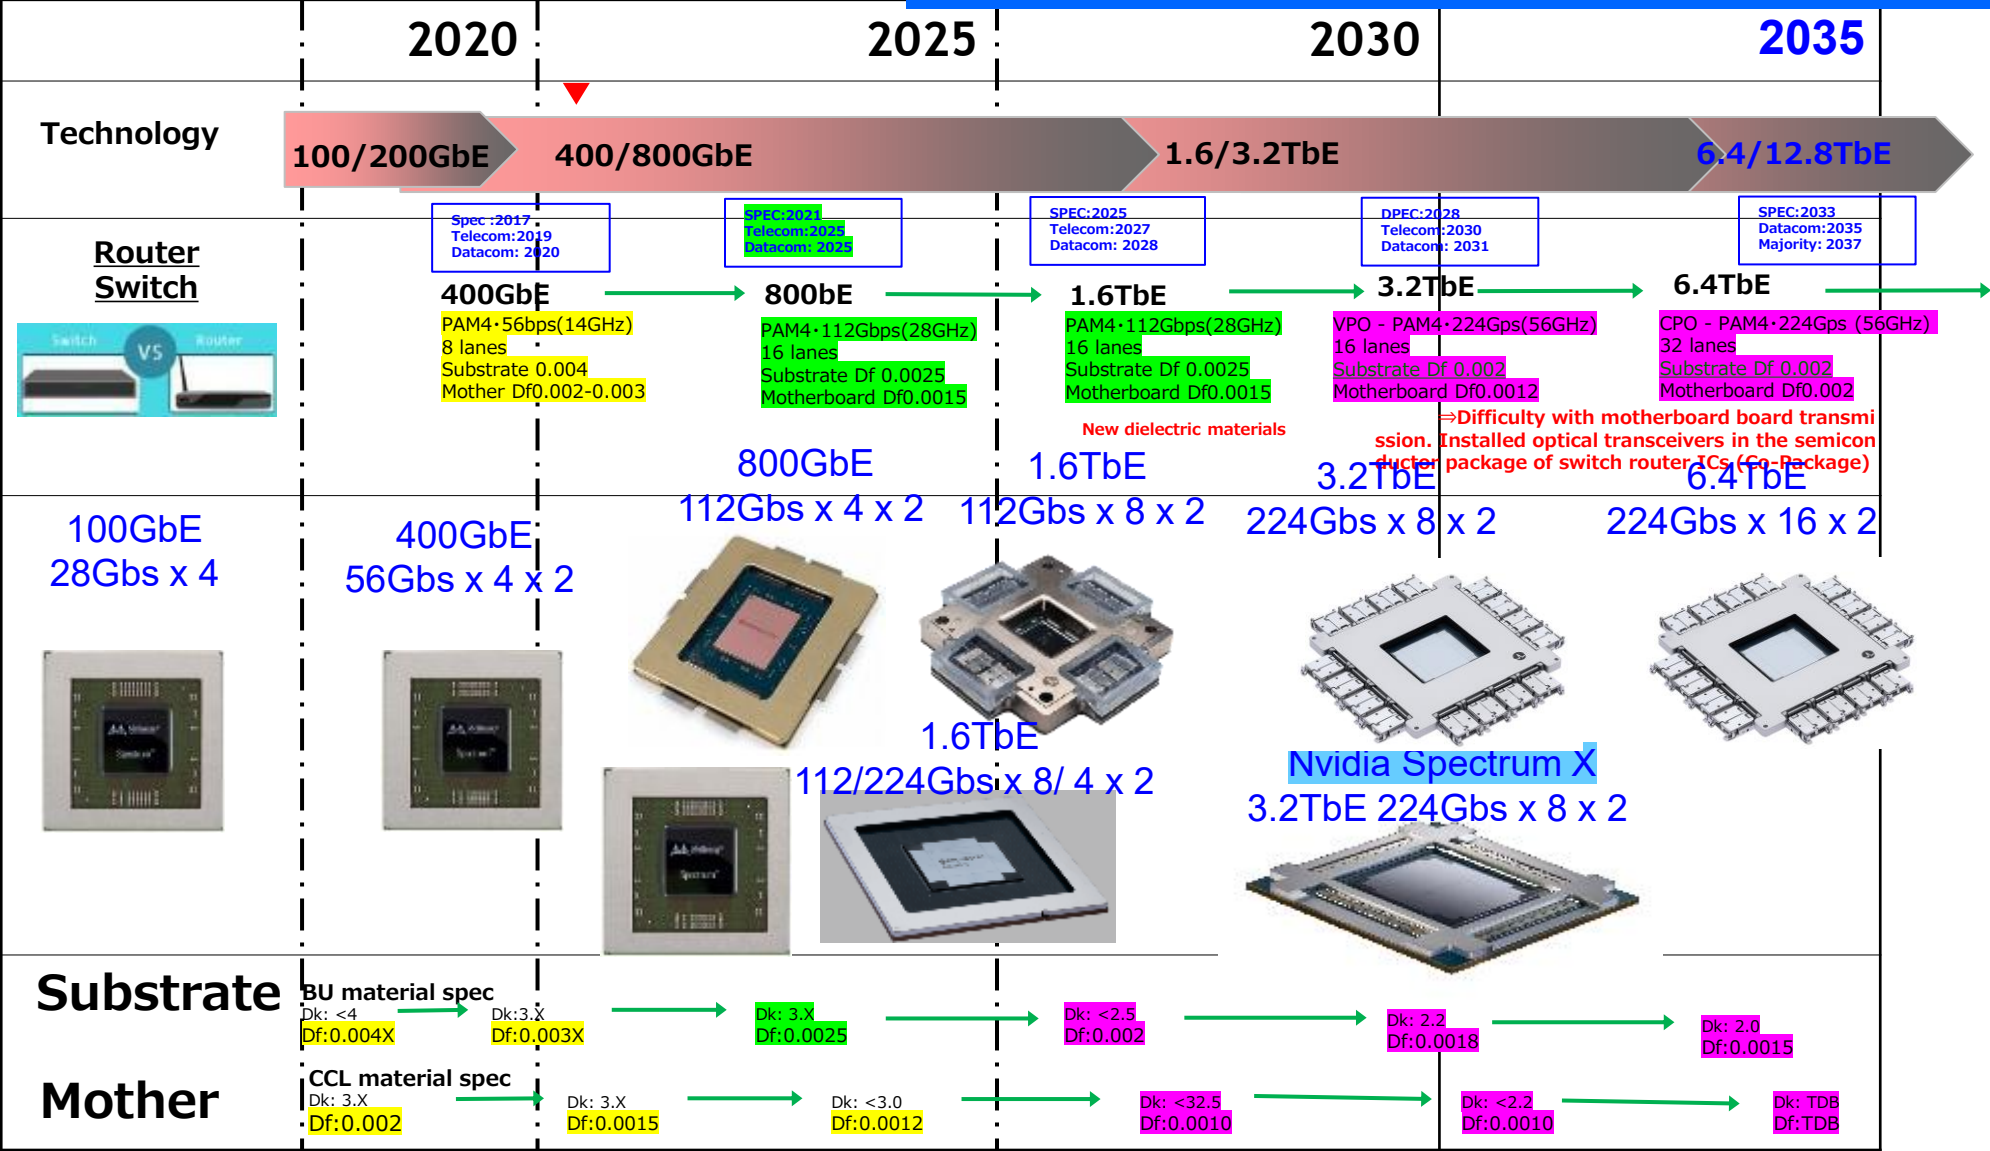 2020
2025
2030
2035
Technology
100/200GbE
400/800GbE
1.6/3.2TbE
6.4/12.8TbE
Router
Switch
Switch
VS
Router
Spec :2017
Telecom:2019
Datacom: 2020
SPEC:2021
Telecom:2025
Datacom: 2025
SPEC:2025
Telecom:2027
Datacom: 2028
DPEC:2028
Telecom:2030
Datacom: 2031
SPEC:2033
Datacom:2035
Majority: 2037
400GbE
PAM4・56bps(14GHz)
8 lanes
Substrate 0.004
Mother Df0.002-0.003
800bE
PAM4・112Gbps(28GHz)
16 lanes
Substrate Df 0.0025
Motherboard Df0.0015
1.6TbE
PAM4・112Gbps(28GHz)
16 lanes
Substrate Df 0.0025
Motherboard Df0.0015
New dielectric materials
3.2TbE
VPO - PAM4・224Gps(56GHz)
16 lanes
Substrate Df 0.002
Motherboard Df0.0012
6.4TbE
CPO - PAM4・224Gps (56GHz)
32 lanes
Substrate Df 0.002
Motherboard Df0.002
⇒Difficulty with motherboard board transmi
ssion. Installed optical transceivers in the semicon
ductor package of switch router ICs (Co-Package)
100GbE
28Gbs x 4
400GbE
56Gbs x 4 x 2
800GbE
112Gbs x 4 x 2
1.6TbE
112Gbs x 8 x 2
3.2TbE
224Gbs x 8 x 2
6.4TbE
224Gbs x 16 x 2
Spectrum
Spectrum
Spectrum
1.6TbE
112/224Gbs x 8/ 4 x 2
Nvidia Spectrum X
3.2TbE 224Gbs x 8 x 2
Substrate
BU material spec
Dk: <4
Df:0.004X
Dk:3.X
Df:0.003X
Dk: 3.X
Df:0.0025
Dk: <2.5
Df:0.002
Dk: 2.2
Df:0.0018
Dk: 2.0
Df:0.0015
Mother
CCL material spec
Dk: 3.X
Df:0.002
Dk: 3.X
Df:0.0015
Dk: <3.0
Df:0.0012
Dk: <32.5
Df:0.0010
Dk: <2.2
Df:0.0010
Dk: TDB
Df:TDB